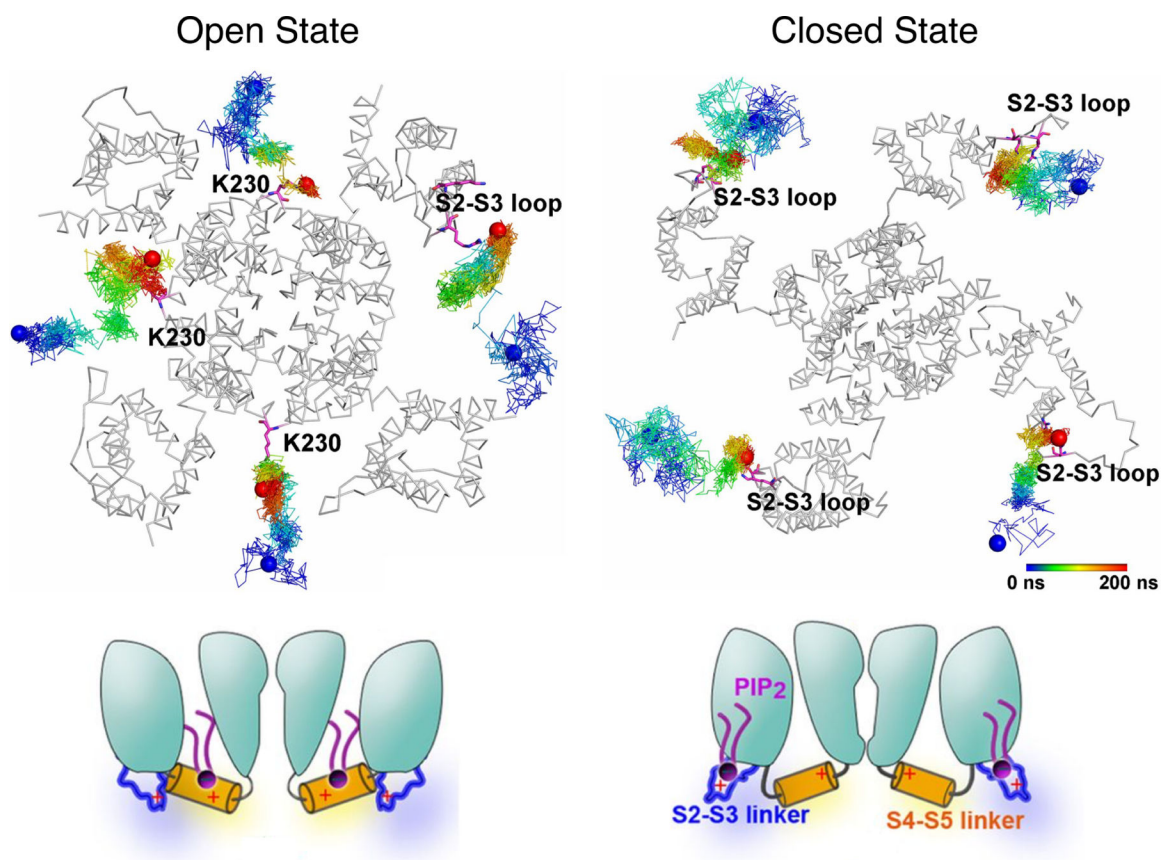 Open State
Closed State
K230
S2-S3 loop
K230
K230
S2-S3 loop
S2-S3 loop
S2-S3 loop
S2-S3 loop
0 ns 200 ns
+ + + +
PIP2
+ + + +
S2-S3 linker
S4-S5 linker